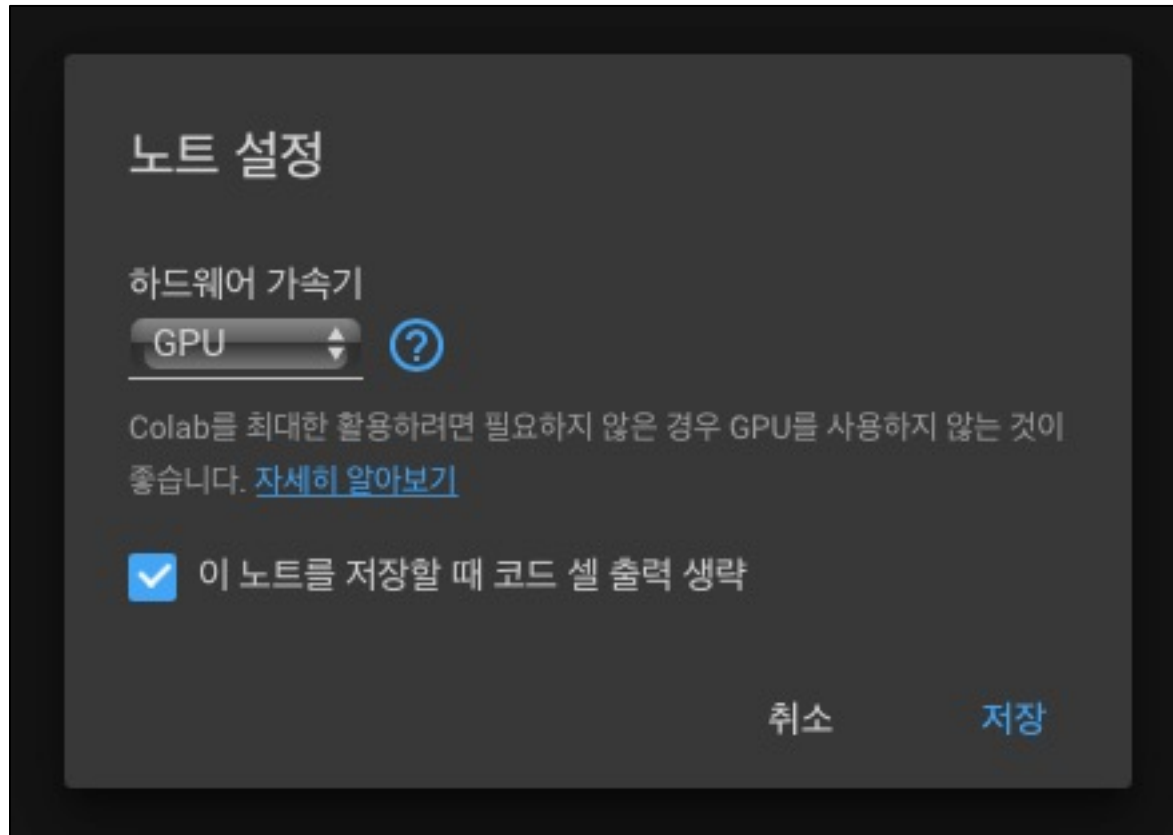 노트 설정
하드웨어 가속기
GPU
Colab를 최대한 활용하려면 필요하지 않은 경우 GPU를 사용하지 않는 것이
좋습니다. 자세히 알아보기
이 노트를 저장할 때 코드 셀 출력 생략
취소 저장